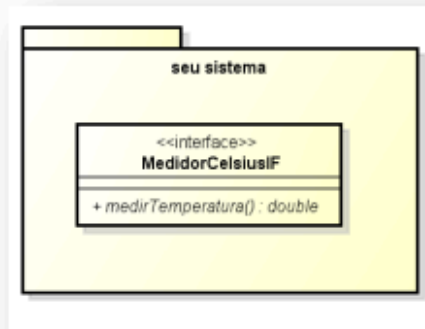 seu sistema
<<interface>>
MedidorCelsiusIF
+ medirTemperatura() : double